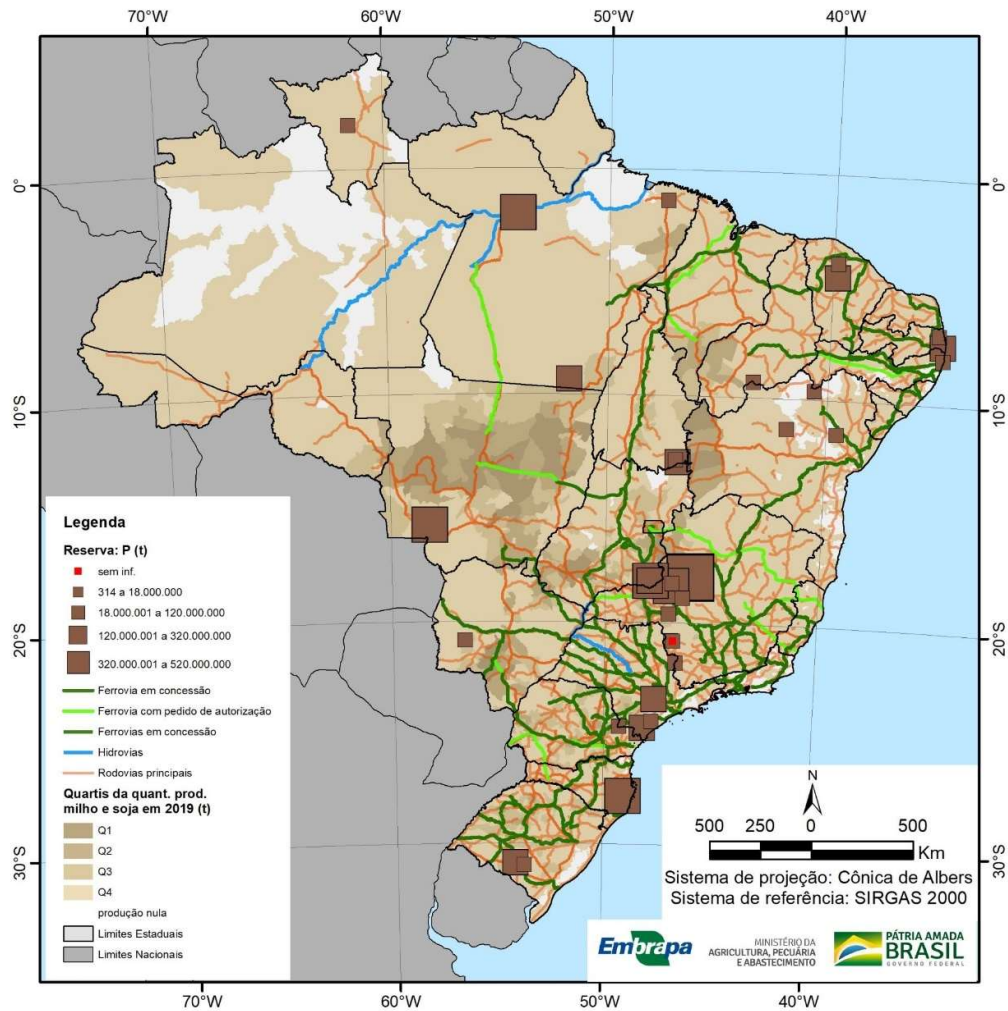 70°W 60°W 50°W 40°W
0° 0°
10°S 10°S
20°S 20°S
30°S 30°S
Legenda
Reserva: P (t)
sem inf.
314 a 18.000.000
18.000.001 a 120.000.000
120.000.001 a 320.000.000
320.000.001 a 520.000.000
Ferrovia em concessão
Ferrovia com pedido de autorização
Ferrovias em concessão
Hidrovias
Rodovias principais
Quartis da quant. prod.
milho e soja em 2019 (t)
Q1
Q2
Q3
Q4
produção nula
Limites Estaduais
Limites Nacionais
N
500 250 0 500
Km
Sistema de projeção: Cônica de Albers
Sistema de referência: SIRGAS 2000
Embrapa
MINISTÉRIO DA
AGRICULTURA, PECUÁRIA
E ABASTECIMENTO
PÁTRIA AMADA
BRASIL
GOVERNO FEDERAL
70°W 60°W 50°W 40°W